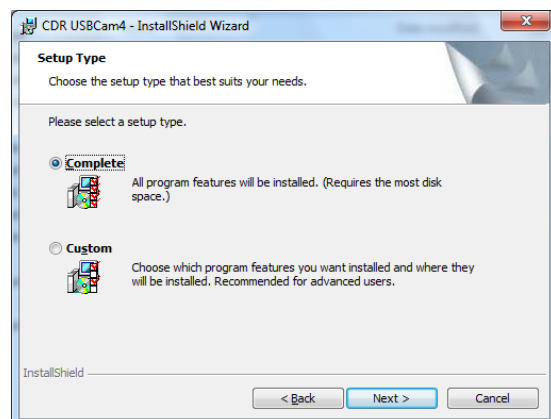 CDR USBCam4 - InstallShield Wizard
Setup Type
Choose the setup type that best suits your needs.
Please select a setup type.
Complete
All program features will be installed. (Requires the most disk
space.)
Custom
Choose which program features you want installed and where they
will be installed. Recommended for advanced users.
InstallShield
< Back
Next >
Cancel